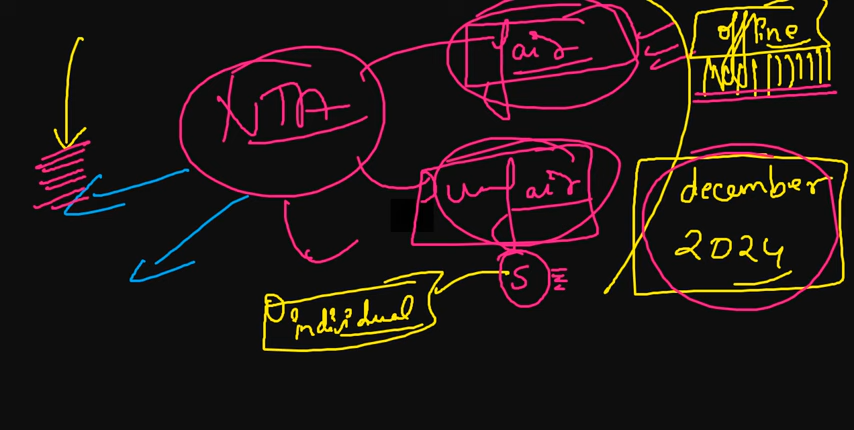 offline
fair
NTA
unfair
december
2024
S
individual